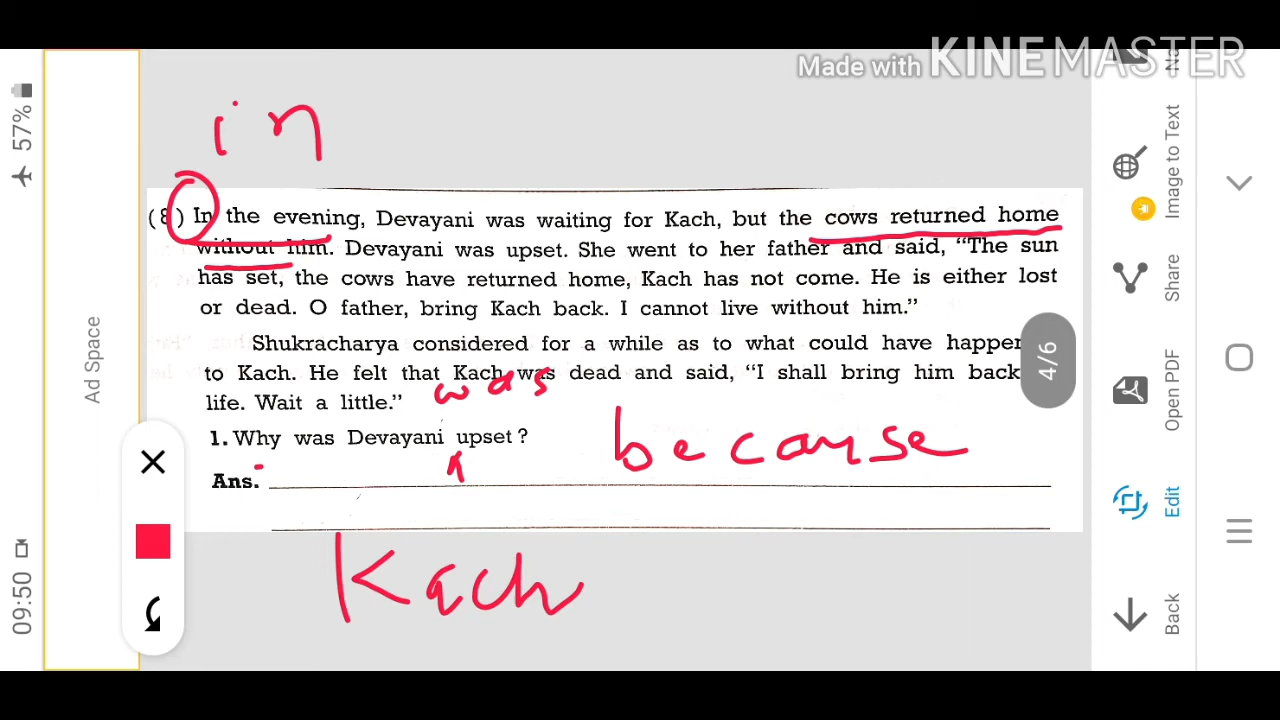 Made with KINEMASTER
57%
09:50
Ad Space
in
(8) In the evening, Devayani was waiting for Kach, but the cows returned home
without him. Devayani was upset. She went to her father and said, “The sun
has set, the cows have returned home, Kach has not come. He is either lost
or dead. O father, bring Kach back. I cannot live without him.”
Shukracharya considered for a while as to what could have happen
to Kach. He felt that Kach was dead and said, “I shall bring him back
life. Wait a little.”
was
1. Why was Devayani upset?
because
Ans.
Kach
4/6
No
Image to Text
Share
Open PDF
Edit
Back